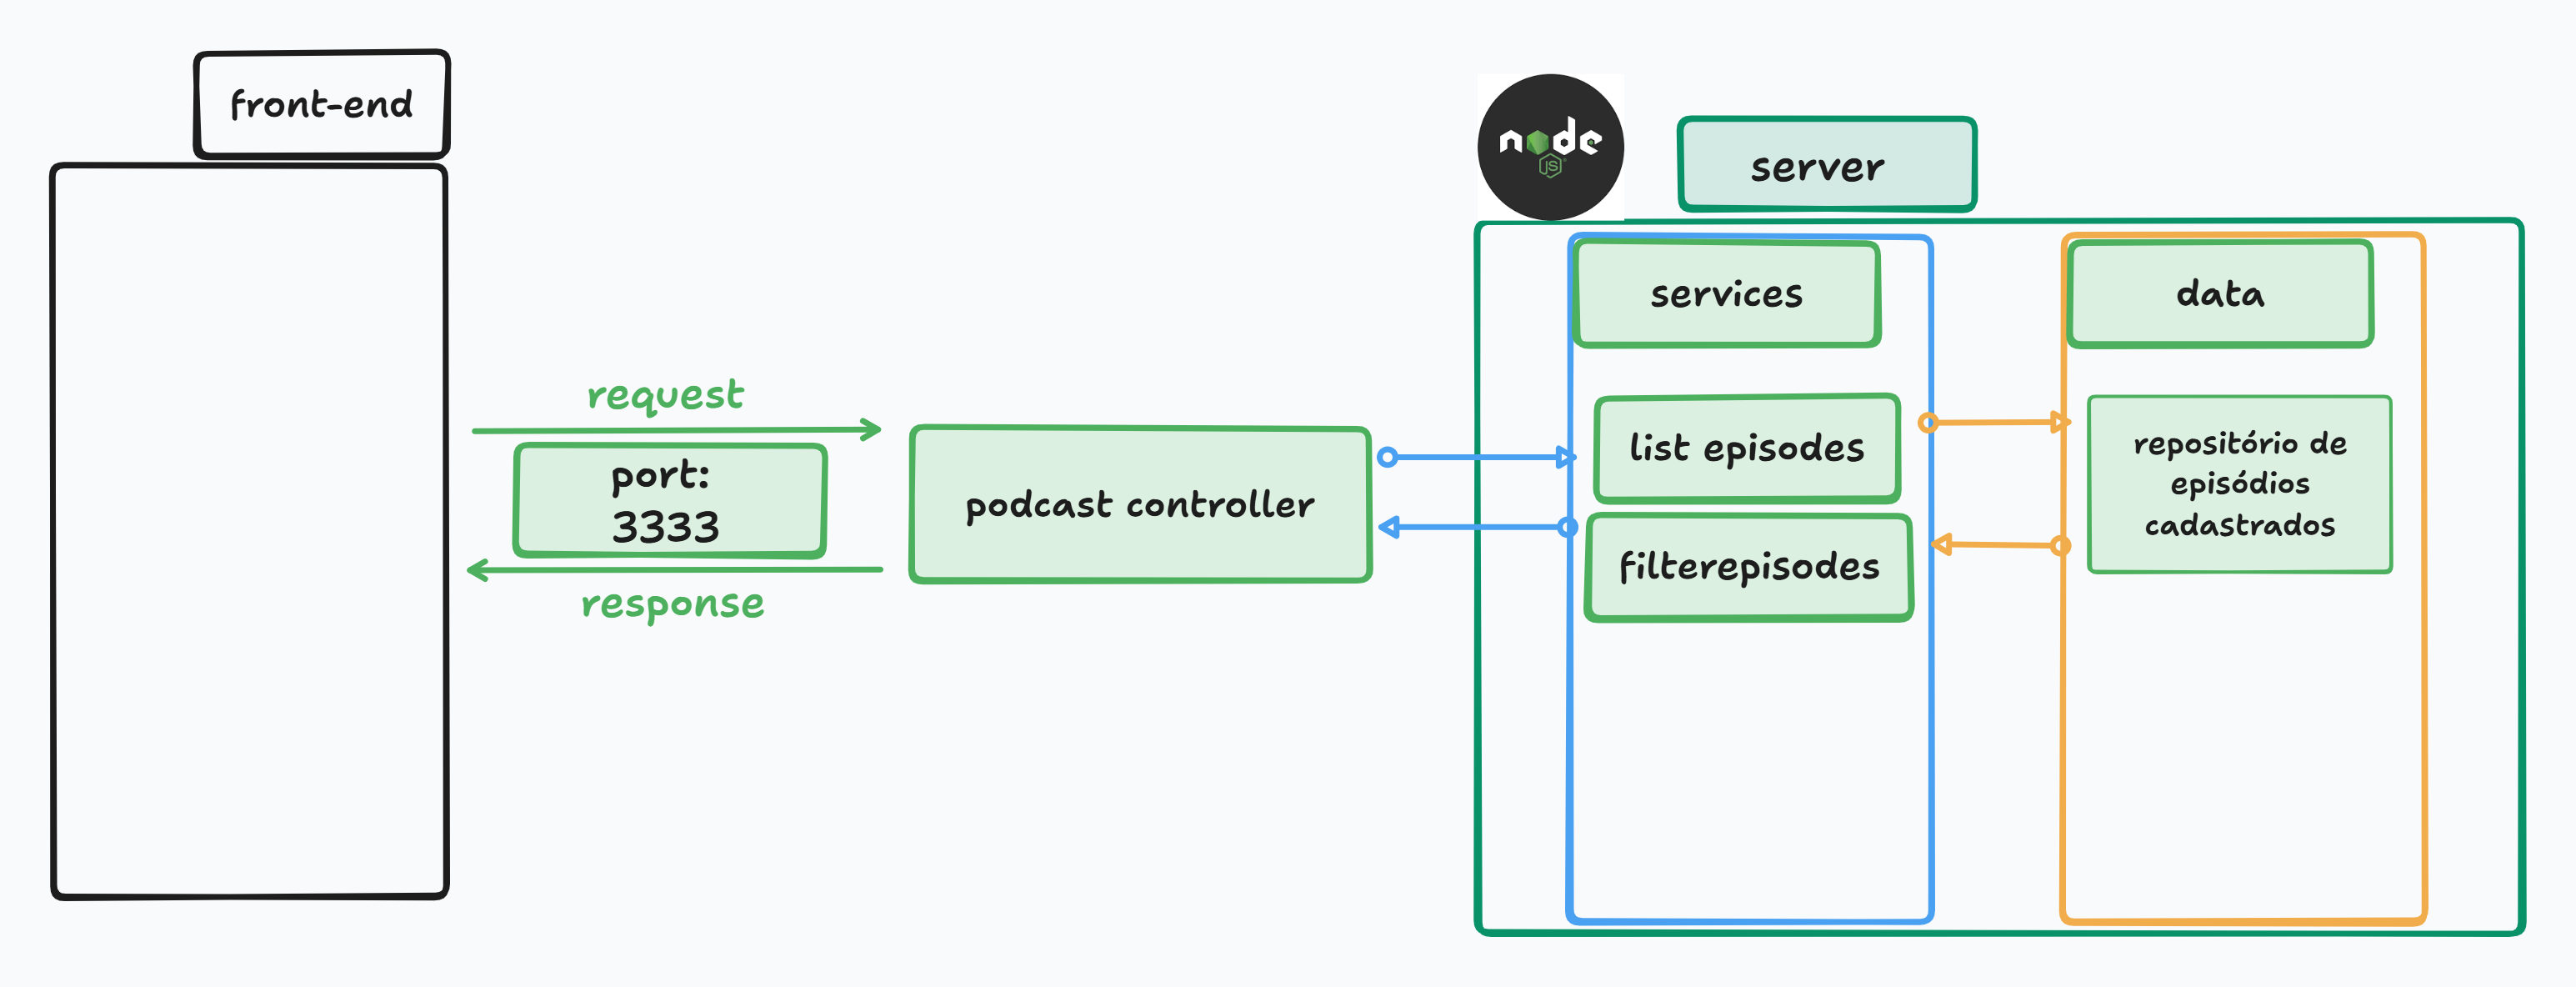 front-end
node
JS
server
services
data
request
port:
3333
response
podcast controller
list episodes
filterepisodes
repositório de
episódios
cadastrados